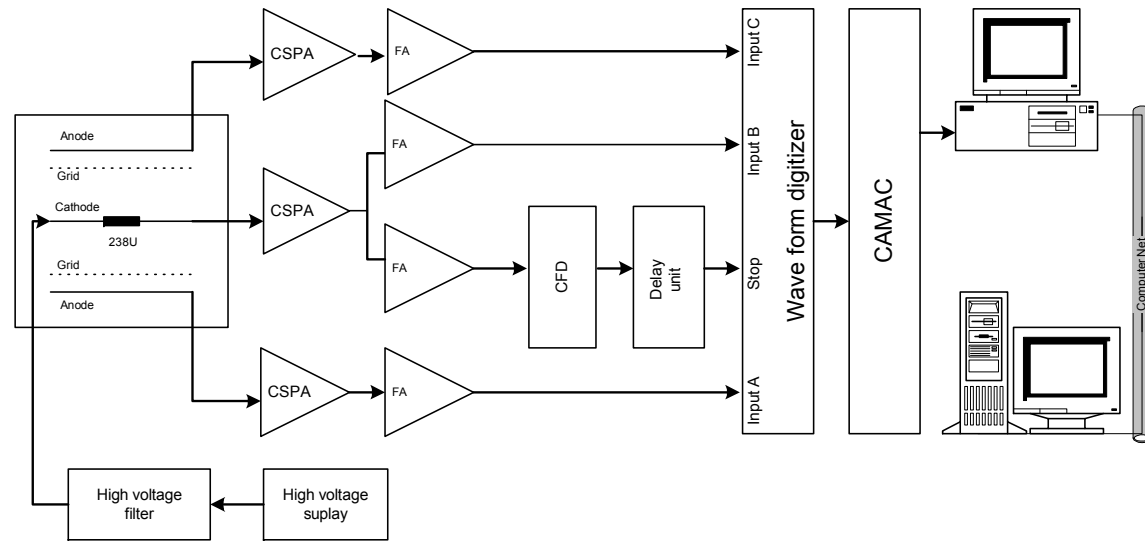 CSPA
FA
Input C
Anode
Grid
Cathode
238U
Grid
Anode
CSPA
FA
Input B
FA
CFD
Delay
unit
Stop
CSPA
FA
Input A
Wave form digitizer
CAMAC
Computer Net
High voltage
filter
High voltage
suplay